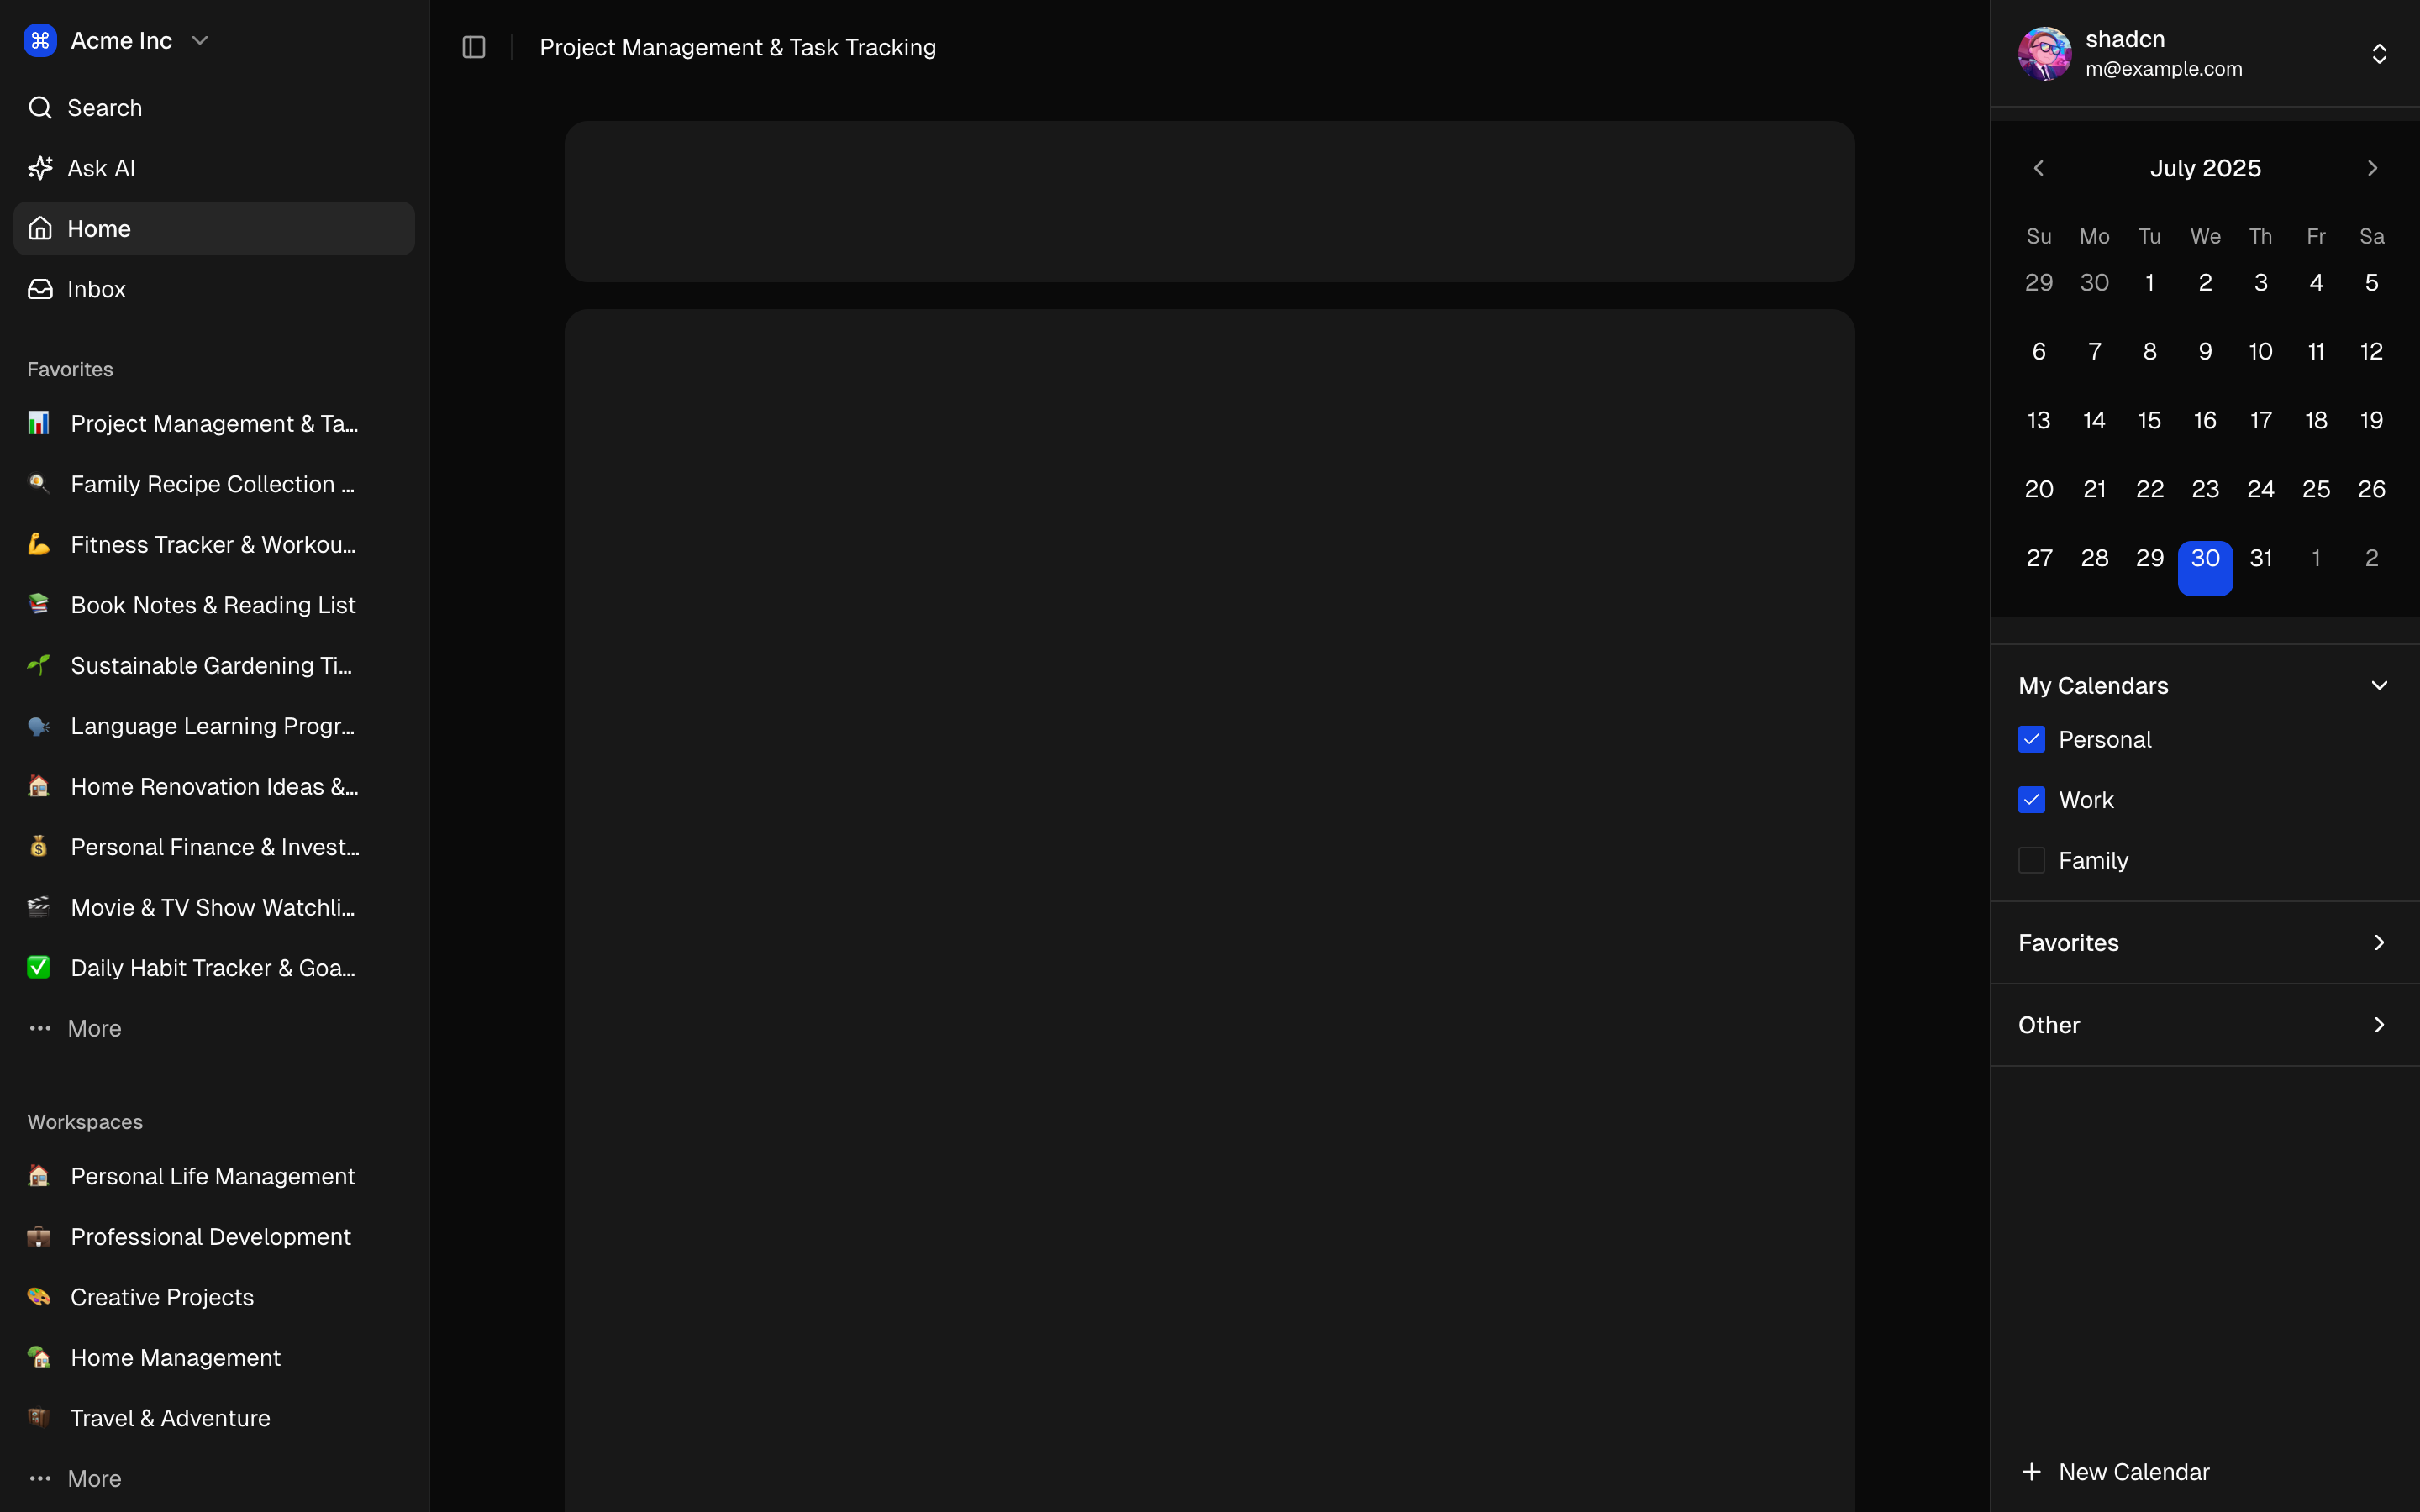 Acme Inc
Search
Ask AI
Home
Inbox
Favorites
Project Management & Ta...
Family Recipe Collection ...
Fitness Tracker & Workou...
Book Notes & Reading List
Sustainable Gardening Ti...
Language Learning Progr...
Home Renovation Ideas &...
Personal Finance & Invest...
Movie & TV Show Watchli...
Daily Habit Tracker & Goa...
More
Workspaces
Personal Life Management
Professional Development
Creative Projects
Home Management
Travel & Adventure
More
Project Management & Task Tracking
shadcn
m@example.com
July 2025
Su Mo Tu We Th Fr Sa
29 30 1 2 3 4 5
6 7 8 9 10 11 12
13 14 15 16 17 18 19
20 21 22 23 24 25 26
27 28 29 30 31 1 2
My Calendars
Personal
Work
Family
Favorites
Other
New Calendar